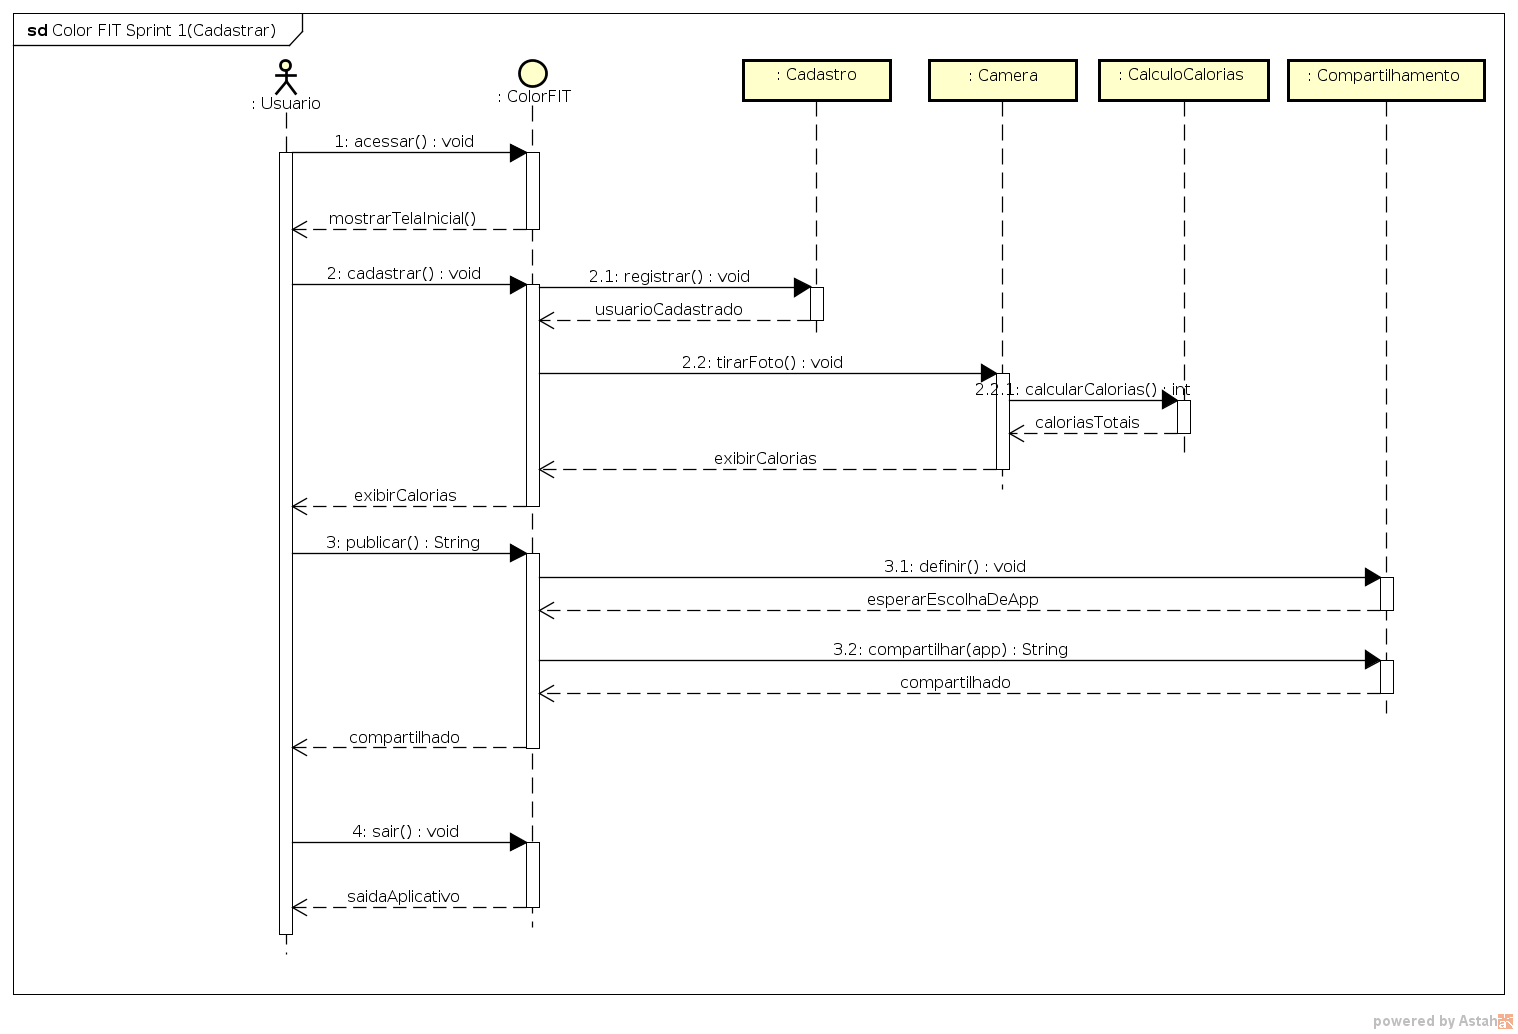 sd Color FIT Sprint 1(Cadastrar)
: Usuario
: ColorFIT
: Cadastro
: Camera
: CalculoCalorias
: Compartilhamento
1: acessar() : void
mostrarTelaInicial()
2: cadastrar() : void
2.1: registrar() : void
usuarioCadastrado
2.2: tirarFoto() : void
2.2.1: calcularCalorias() : int
caloriasTotais
exibirCalorias
exibirCalorias
3: publicar() : String
3.1: definir() : void
esperarEscolhaDeApp
3.2: compartilhar(app) : String
compartilhado
compartilhado
4: sair() : void
saidaAplicativo
powered by Astah